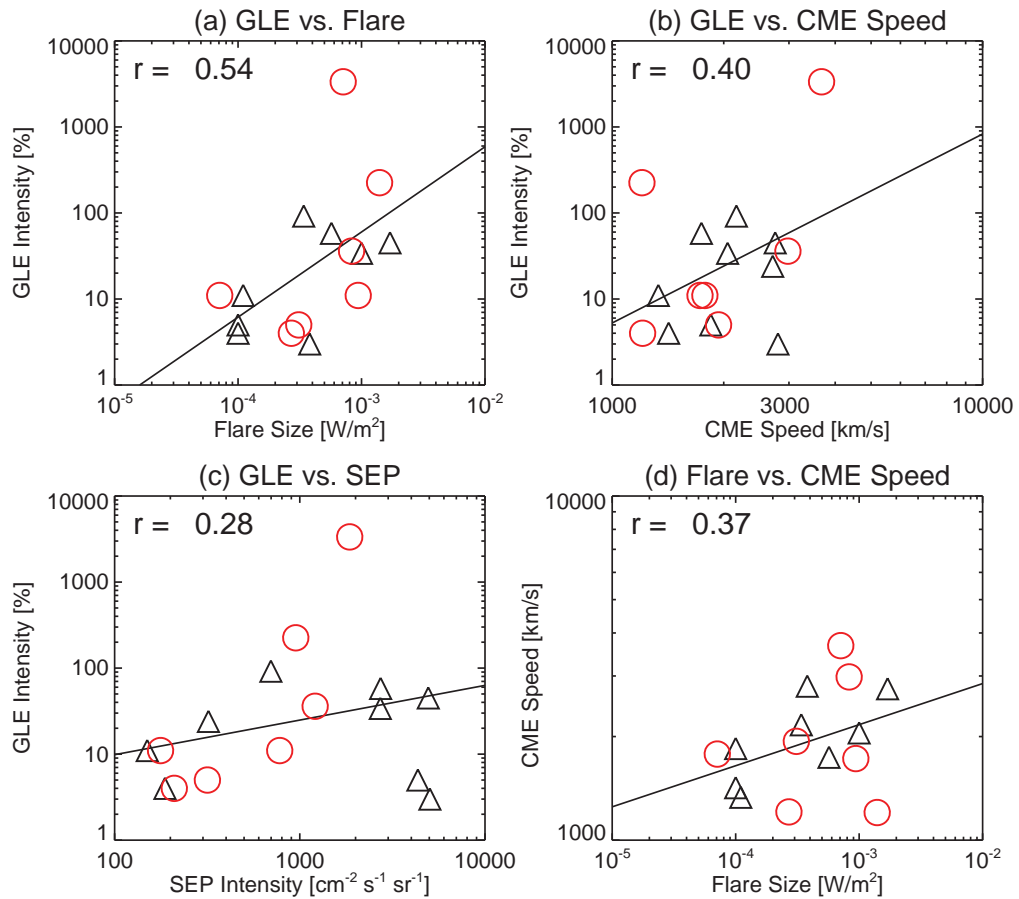 (a) GLE vs. Flare
r = 0.54
10000
1000
100
10
1
GLE Intensity [%]
10⁻⁵ 10⁻⁴ 10⁻³ 10⁻²
Flare Size [W/m²]
(b) GLE vs. CME Speed
r = 0.40
10000
1000
100
10
1
GLE Intensity [%]
1000 3000 10000
CME Speed [km/s]
(c) GLE vs. SEP
r = 0.28
10000
1000
100
10
1
GLE Intensity [%]
100 1000 10000
SEP Intensity [cm⁻² s⁻¹ sr⁻¹]
(d) Flare vs. CME Speed
r = 0.37
10000
1000
CME Speed [km/s]
10⁻⁵ 10⁻⁴ 10⁻³ 10⁻²
Flare Size [W/m²]